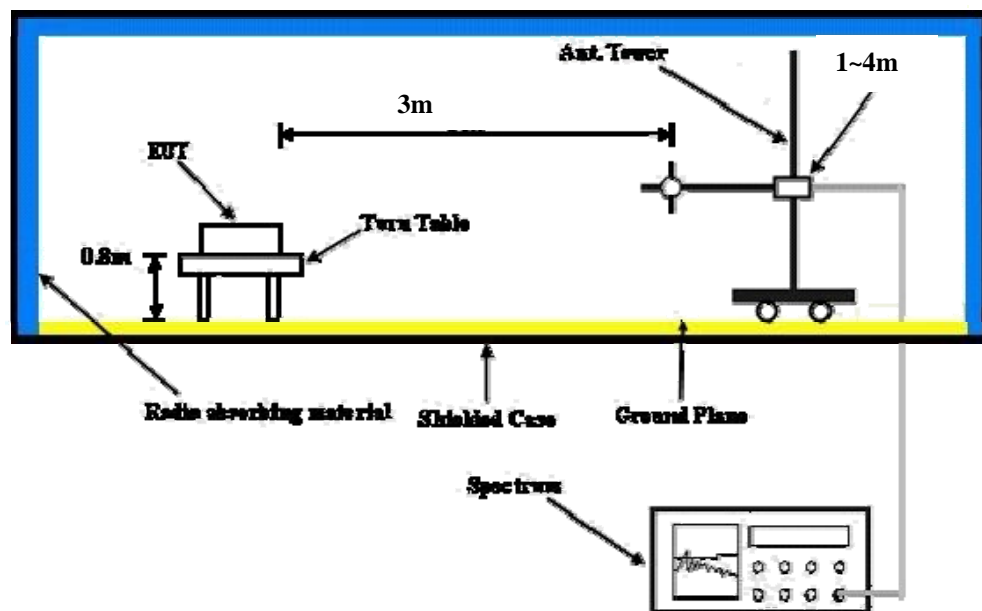 Ant. Tower
1~4m
3m
EUT
Turn Table
0.8m
Radio absorbing material
Shielded Case
Ground Plane
Spectrum